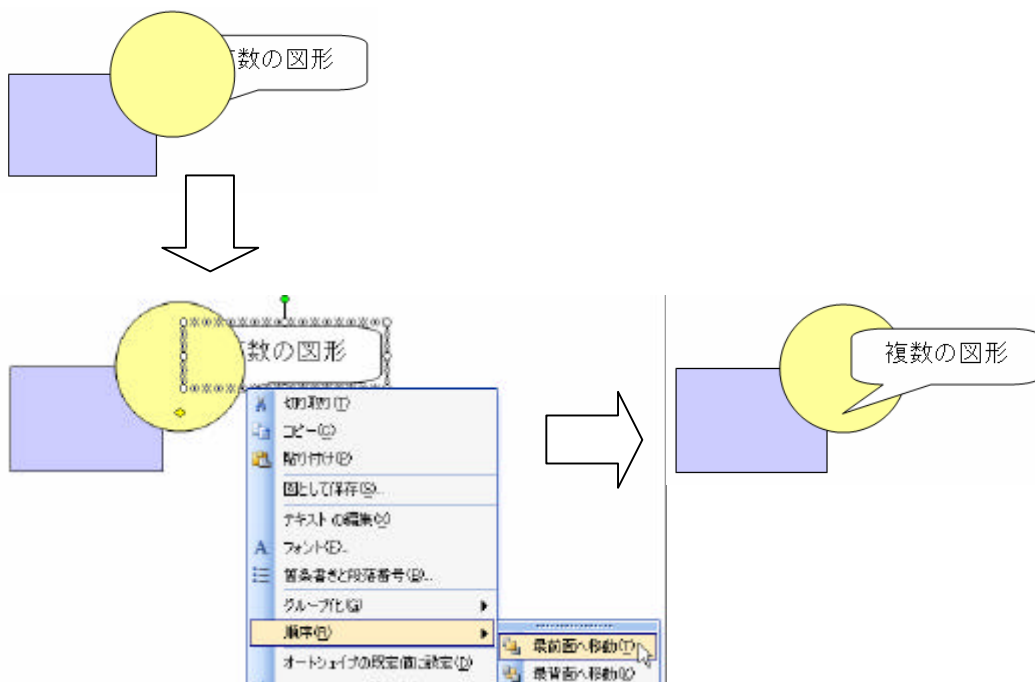 数の図形
数の図形
複数の図形
切り取り(T)
コピー(C)
貼り付け(P)
図として保存(S)...
テキストの編集(X)
フォント(F)...
箇条書きと段落番号(B)...
グループ化(G)
順序(R)
最前面へ移動(T)
オートシェイプの既定値に設定(D)
最背面へ移動(K)